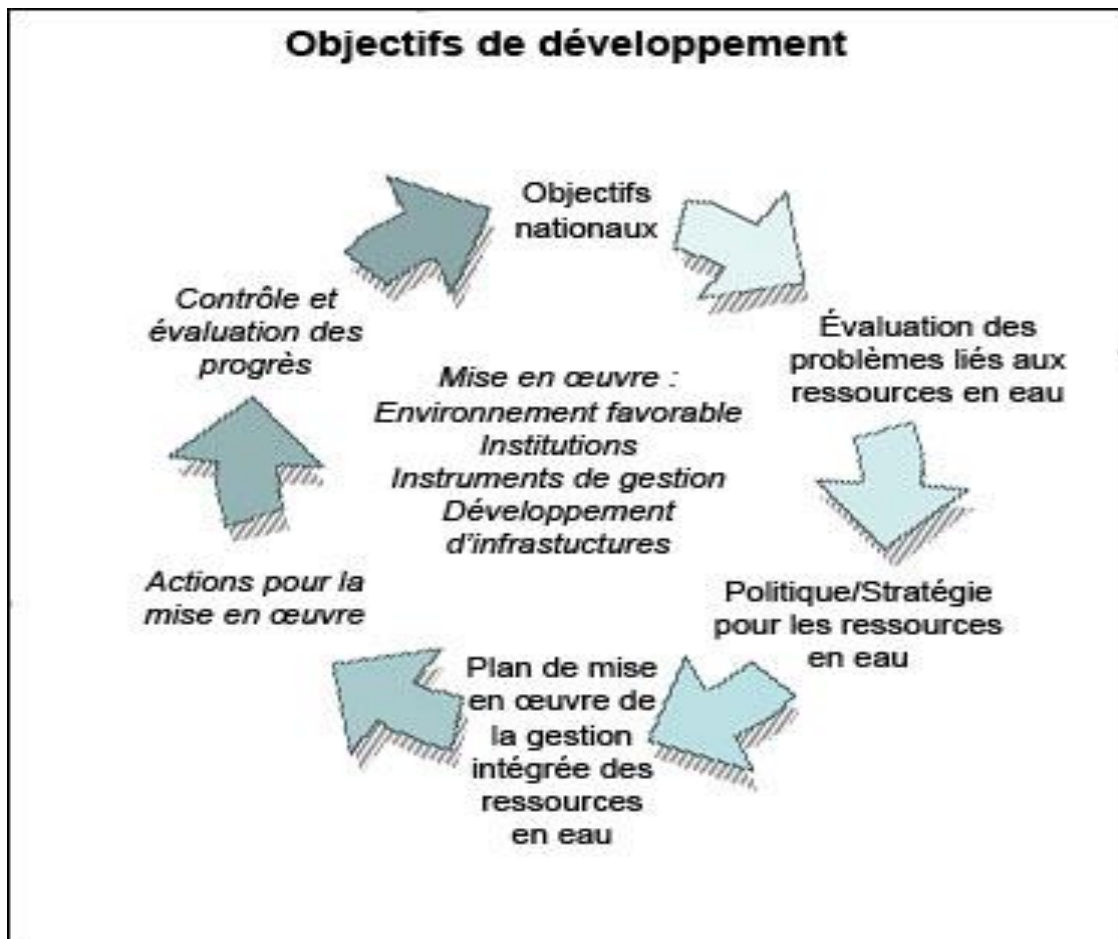 Objectifs de développement
Objectifs
nationaux
Évaluation des
problèmes liés aux
ressources en eau
Politique/Stratégie
pour les ressources
en eau
Plan de mise
en œuvre de
la gestion
intégrée des
ressources
en eau
Actions pour la
mise en œuvre
Contrôle et
évaluation des
progrès
Mise en œuvre :
Environnement favorable
Institutions
Instruments de gestion
Développement
d'infrastuctures